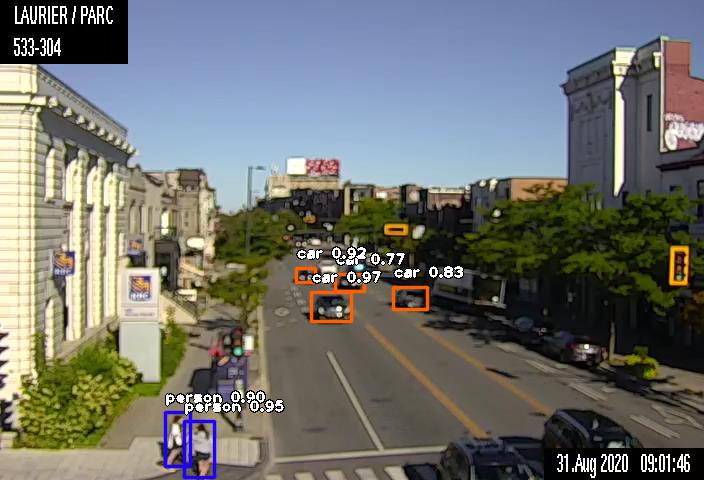 LAURIER / PARC
533-304
car 0.92
car 0.77
car 0.97
car 0.83
RBC
person 0.90
person 0.95
31.Aug 2020 09:01:46